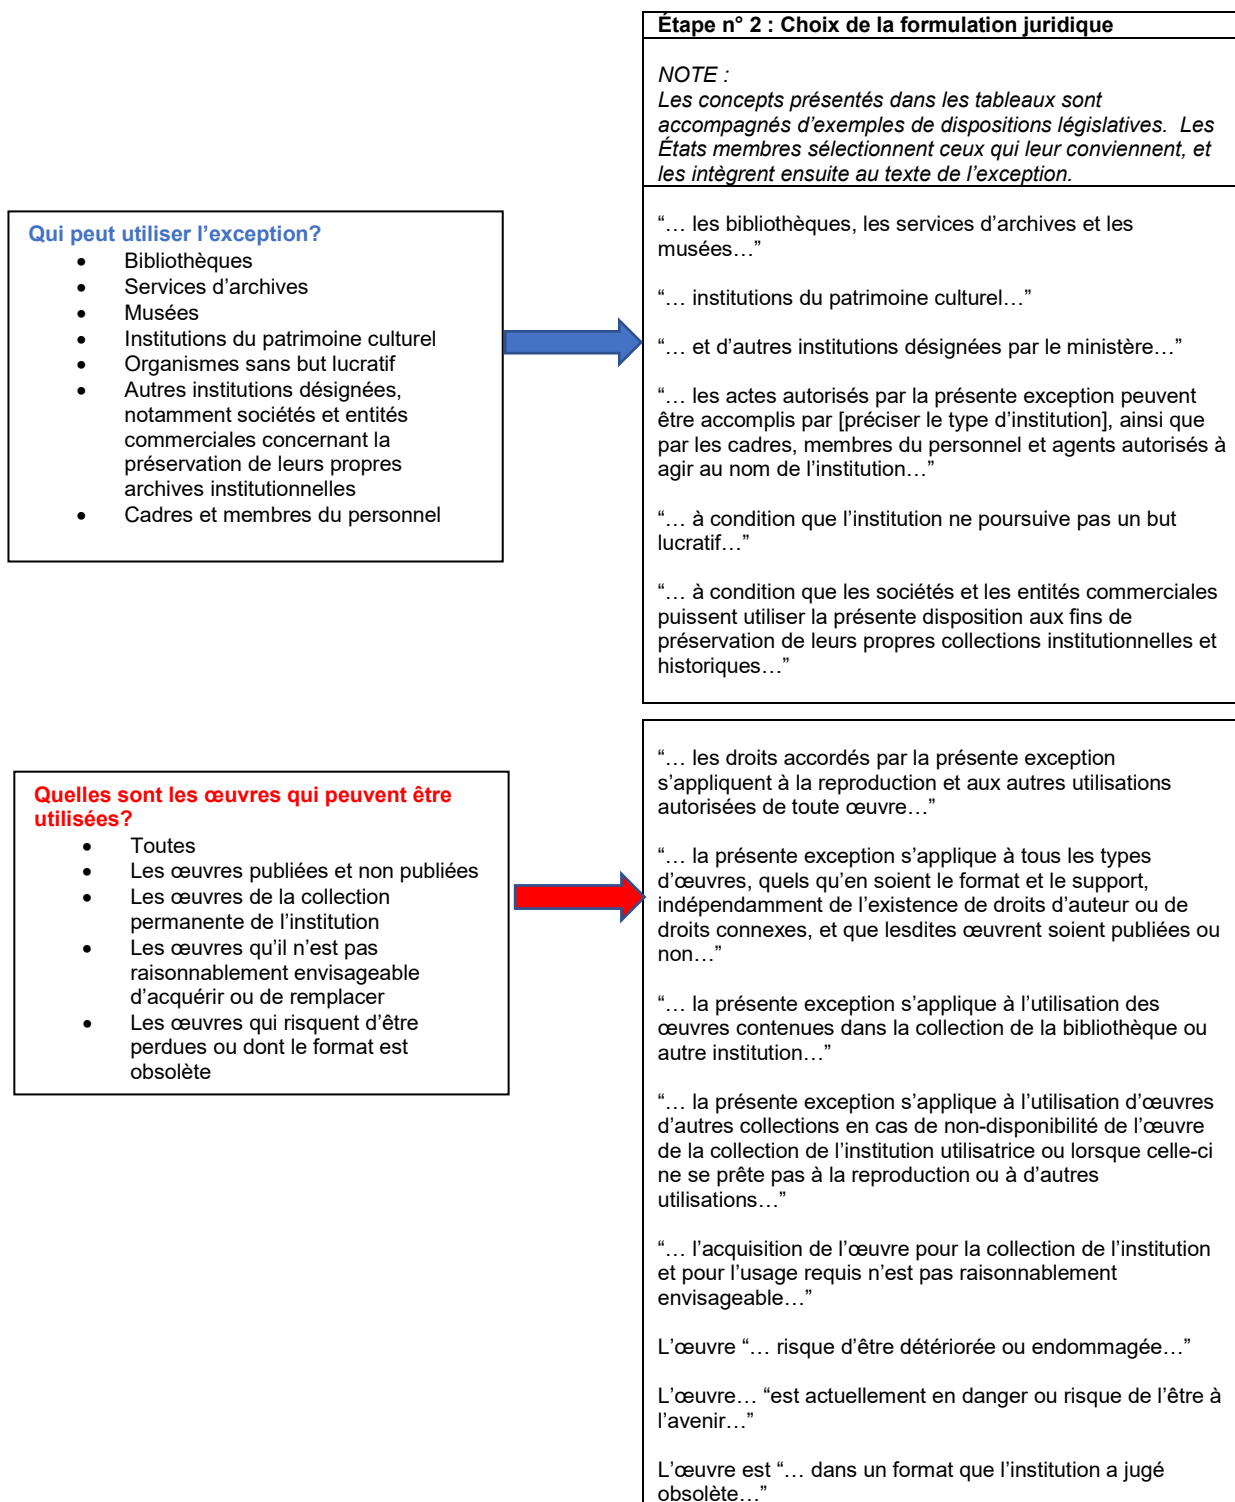 Étape n° 2 : Choix de la formulation juridique
NOTE :
Les concepts présentés dans les tableaux sont
accompagnés d’exemples de dispositions législatives.  Les
États membres sélectionnent ceux qui leur conviennent, et
les intègrent ensuite au texte de l’exception.
Qui peut utiliser l’exception?
• Bibliothèques
• Services d’archives
• Musées
• Institutions du patrimoine culturel
• Organismes sans but lucratif
• Autres institutions désignées,
notamment sociétés et entités
commerciales concernant la
préservation de leurs propres
archives institutionnelles
• Cadres et membres du personnel
“… les bibliothèques, les services d’archives et les
musées…”
“… institutions du patrimoine culturel…”
“… et d’autres institutions désignées par le ministère…”
“… les actes autorisés par la présente exception peuvent
être accomplis par [préciser le type d’institution], ainsi que
par les cadres, membres du personnel et agents autorisés à
agir au nom de l’institution…”
“… à condition que l’institution ne poursuive pas un but
lucratif…”
“… à condition que les sociétés et les entités commerciales
puissent utiliser la présente disposition aux fins de
préservation de leurs propres collections institutionnelles et
historiques…”
Quelles sont les œuvres qui peuvent être
utilisées?
• Toutes
• Les œuvres publiées et non publiées
• Les œuvres de la collection
permanente de l’institution
• Les œuvres qu’il n’est pas
raisonnablement envisageable
d’acquérir ou de remplacer
• Les œuvres qui risquent d’être
perdues ou dont le format est
obsolète
“… les droits accordés par la présente exception
s’appliquent à la reproduction et aux autres utilisations
autorisées de toute œuvre…”
“… la présente exception s’applique à tous les types
d’œuvres, quels qu’en soient le format et le support,
indépendamment de l’existence de droits d’auteur ou de
droits connexes, et que lesdites œuvrent soient publiées ou
non…”
“… la présente exception s’applique à l’utilisation des
œuvres contenues dans la collection de la bibliothèque ou
autre institution…”
“… la présente exception s’applique à l’utilisation d’œuvres
d’autres collections en cas de non-disponibilité de l’œuvre
de la collection de l’institution utilisatrice ou lorsque celle-ci
ne se prête pas à la reproduction ou à d’autres
utilisations…”
“… l’acquisition de l’œuvre pour la collection de l’institution
et pour l’usage requis n’est pas raisonnablement
envisageable…”
L’œuvre “… risque d’être détériorée ou endommagée…”
L’œuvre… “est actuellement en danger ou risque de l’être à
l’avenir…”
L’œuvre est “… dans un format que l’institution a jugé
obsolète…”